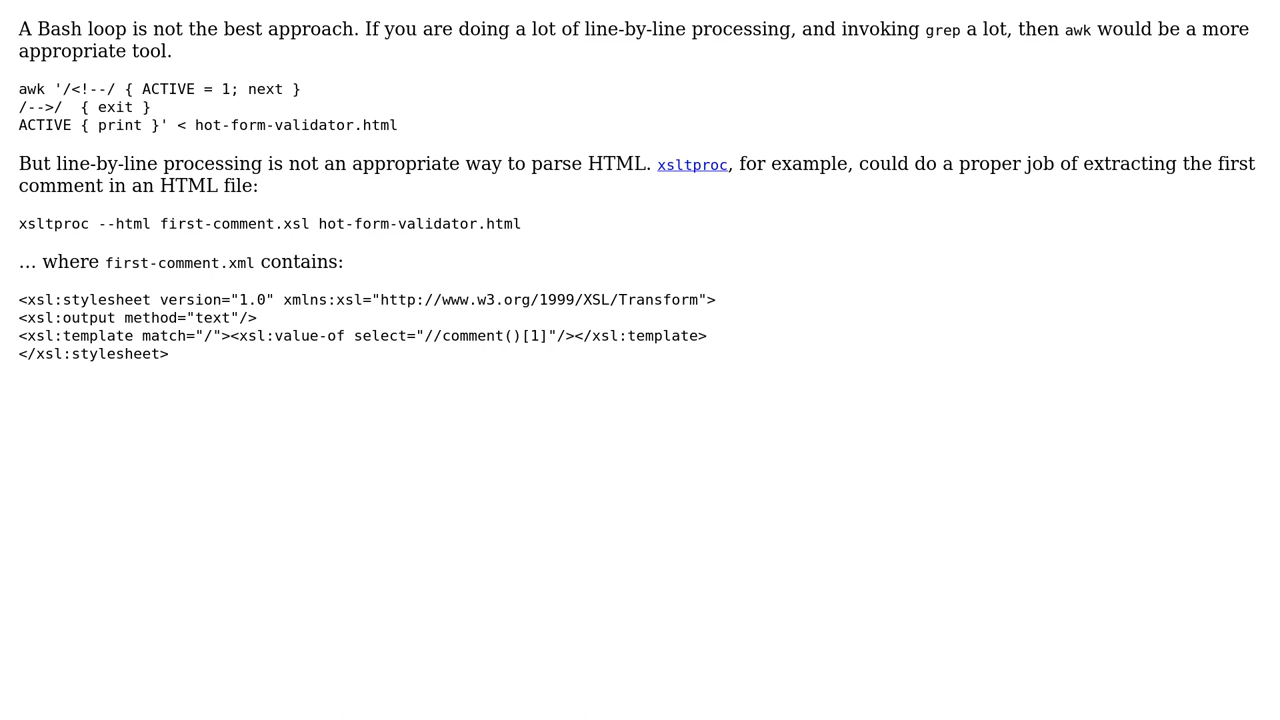 A Bash loop is not the best approach. If you are doing a lot of line-by-line processing, and invoking grep a lot, then awk would be a more
appropriate tool.
awk '/<!--/ { ACTIVE = 1; next }
/-->/  { exit }
ACTIVE { print }' < hot-form-validator.html
But line-by-line processing is not an appropriate way to parse HTML. xsltproc, for example, could do a proper job of extracting the first
comment in an HTML file:
xsltproc --html first-comment.xsl hot-form-validator.html
… where first-comment.xml contains:
<xsl:stylesheet version="1.0" xmlns:xsl="http://www.w3.org/1999/XSL/Transform">
<xsl:output method="text"/>
<xsl:template match="/"><xsl:value-of select="//comment()[1]"/></xsl:template>
</xsl:stylesheet>